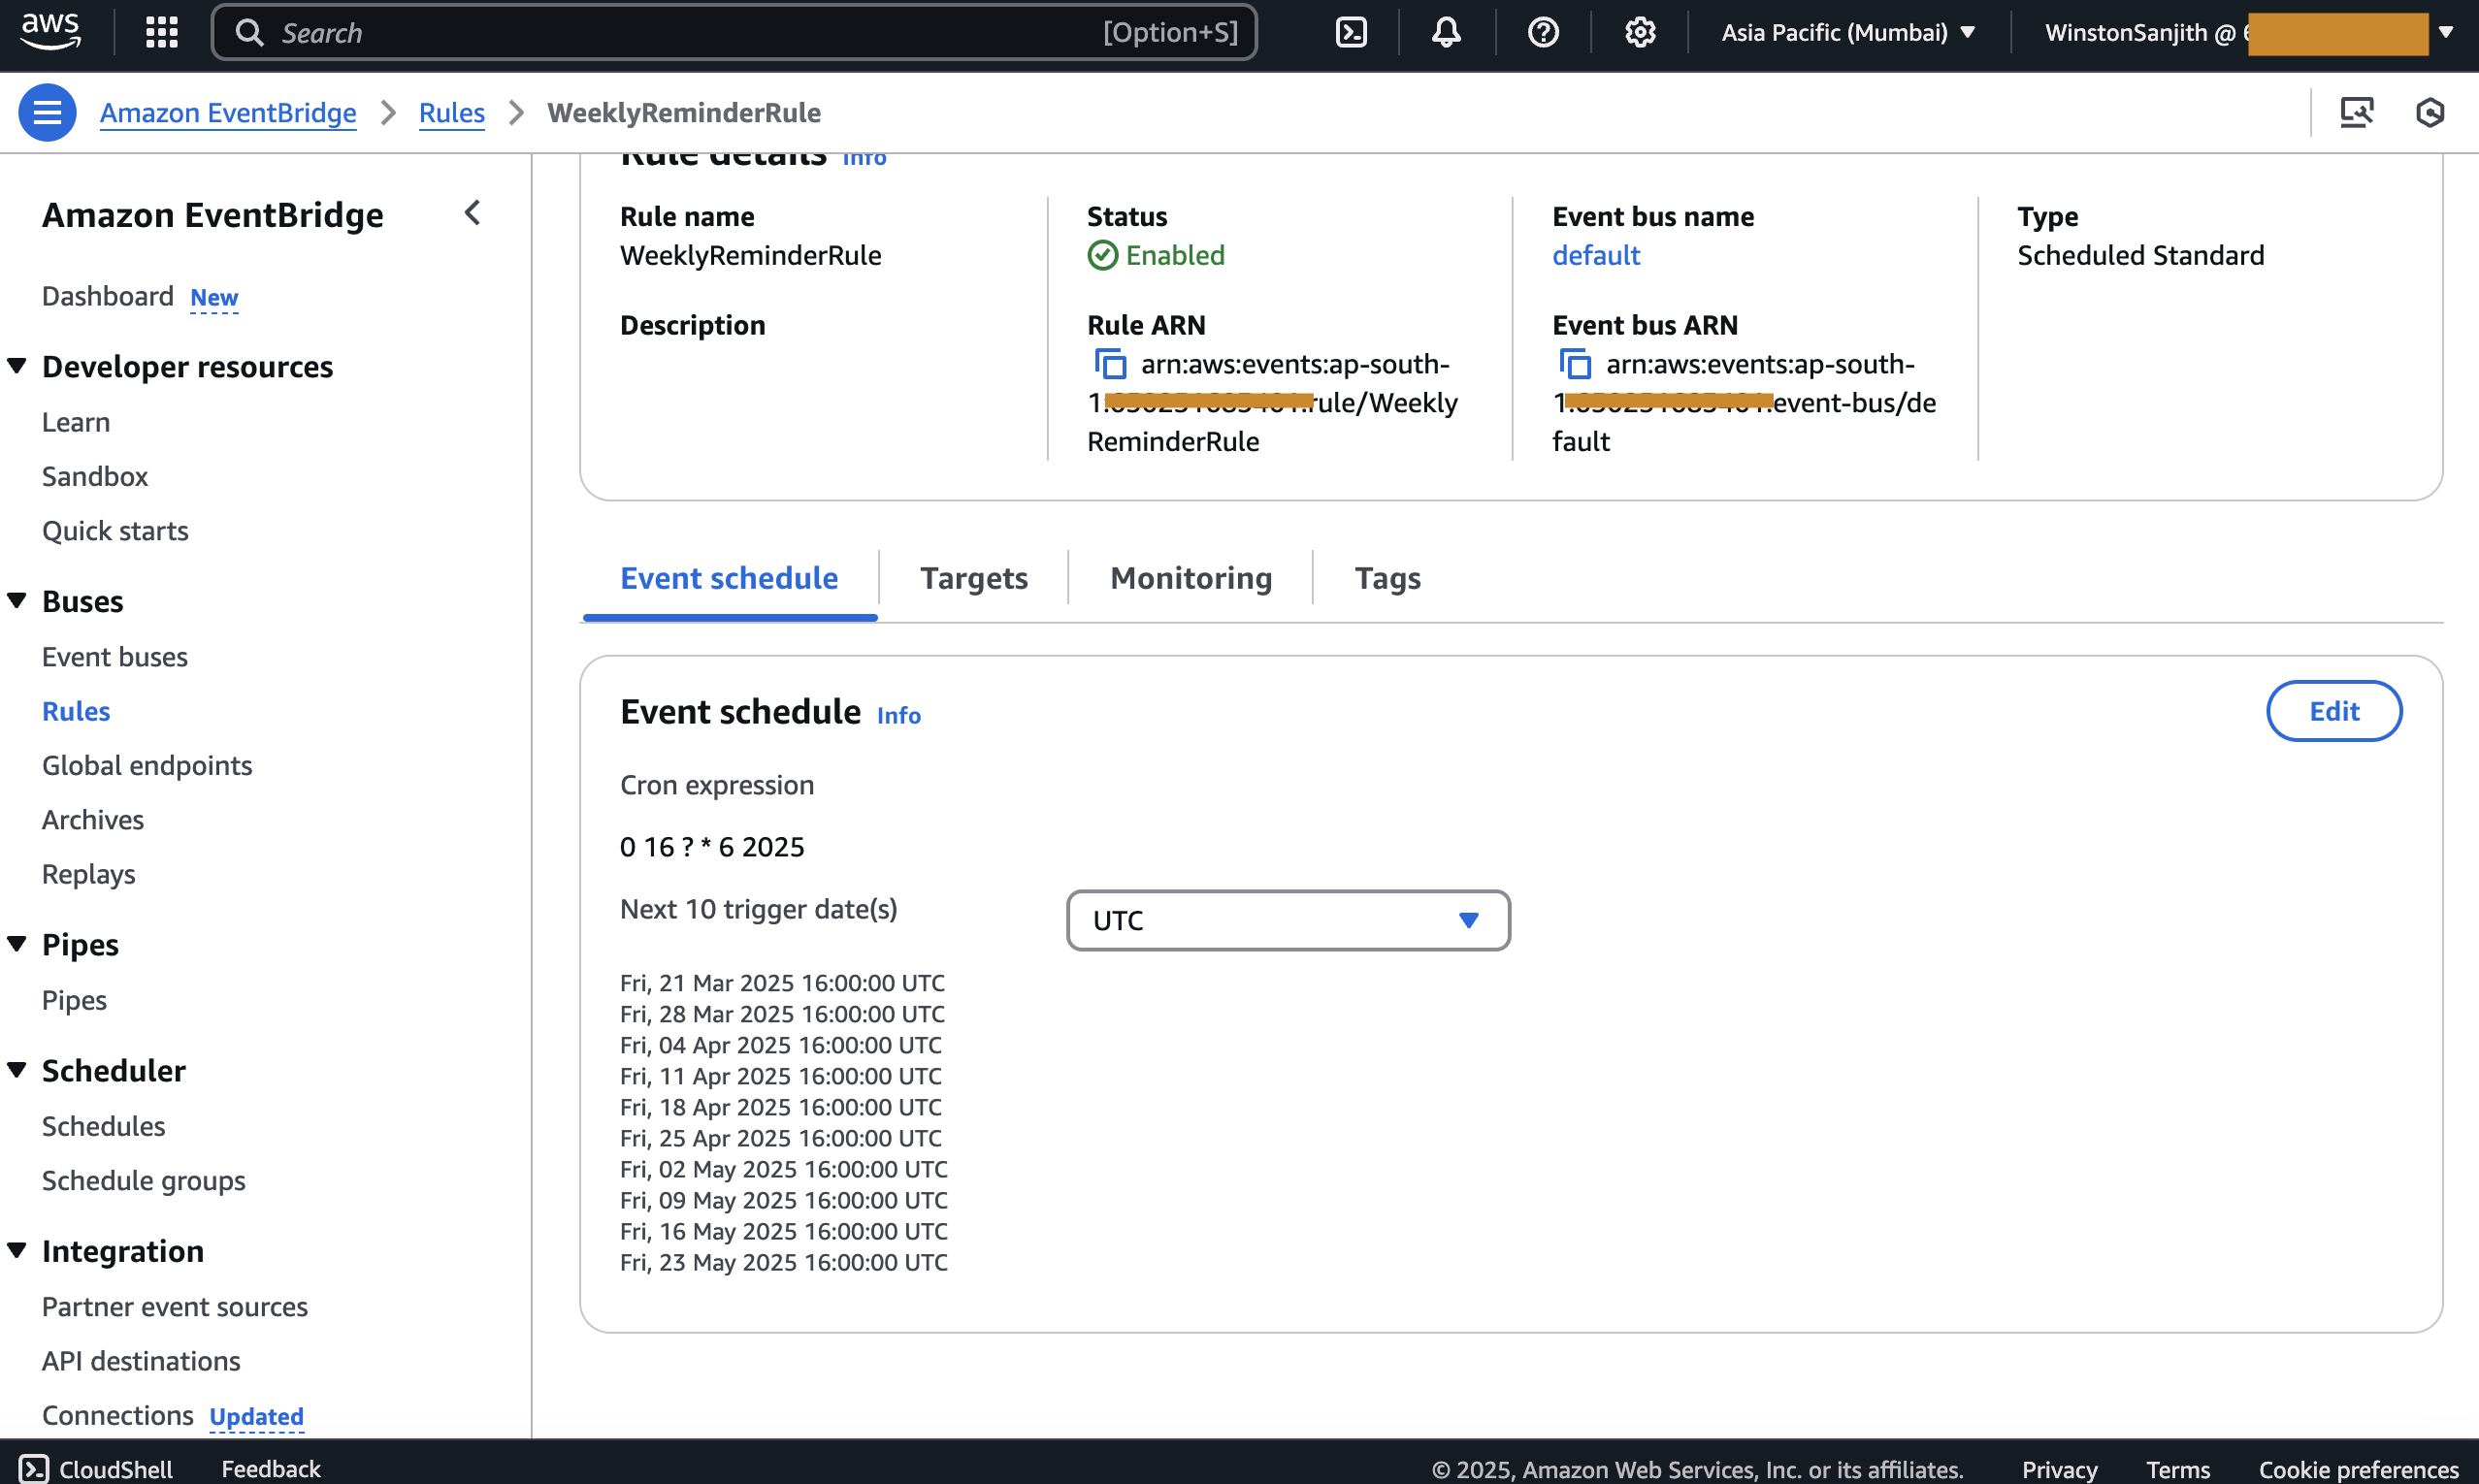 aws
Search
[Option+S]
Asia Pacific (Mumbai)
WinstonSanjith @
Amazon EventBridge
Rules
WeeklyReminderRule
Amazon EventBridge
Dashboard New
Developer resources
Learn
Sandbox
Quick starts
Buses
Event buses
Rules
Global endpoints
Archives
Replays
Pipes
Pipes
Scheduler
Schedules
Schedule groups
Integration
Partner event sources
API destinations
Connections Updated
Rule details Info
Rule name
WeeklyReminderRule
Description
Status
Enabled
Rule ARN
arn:aws:events:ap-south-
1: rule/Weekly
ReminderRule
Event bus name
default
Event bus ARN
arn:aws:events:ap-south-
1: event-bus/de
fault
Type
Scheduled Standard
Event schedule
Targets
Monitoring
Tags
Event schedule Info
Edit
Cron expression
0 16 ? * 6 2025
Next 10 trigger date(s)
UTC
Fri, 21 Mar 2025 16:00:00 UTC
Fri, 28 Mar 2025 16:00:00 UTC
Fri, 04 Apr 2025 16:00:00 UTC
Fri, 11 Apr 2025 16:00:00 UTC
Fri, 18 Apr 2025 16:00:00 UTC
Fri, 25 Apr 2025 16:00:00 UTC
Fri, 02 May 2025 16:00:00 UTC
Fri, 09 May 2025 16:00:00 UTC
Fri, 16 May 2025 16:00:00 UTC
Fri, 23 May 2025 16:00:00 UTC
CloudShell
Feedback
© 2025, Amazon Web Services, Inc. or its affiliates.
Privacy
Terms
Cookie preferences